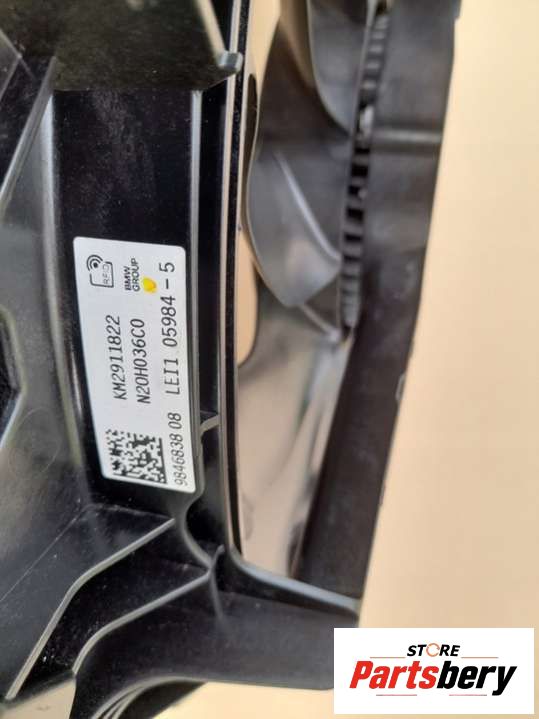 RFID
BMW
GROUP
KM2911822
N20H036C0
LEI1 05984-5
9846838 08
STORE
Partsbery